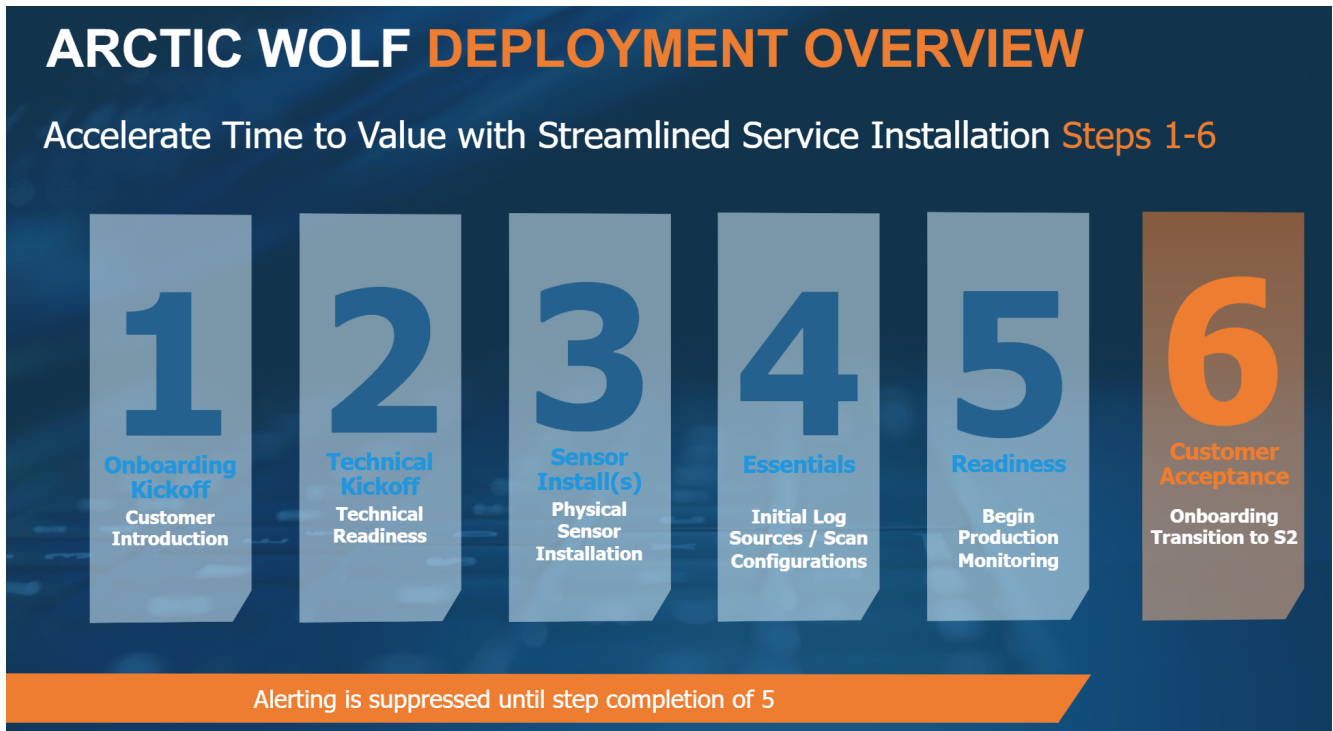 ARCTIC WOLF DEPLOYMENT OVERVIEW
Accelerate Time to Value with Streamlined Service Installation Steps 1-6
1
Onboarding
Kickoff
Customer
Introduction
2
Technical
Kickoff
Technical
Readiness
3
Sensor
Install(s)
Physical
Sensor
Installation
4
Essentials
Initial Log
Sources / Scan
Configurations
5
Readiness
Begin
Production
Monitoring
6
Customer
Acceptance
Onboarding
Transition to S2
Alerting is suppressed until step completion of 5